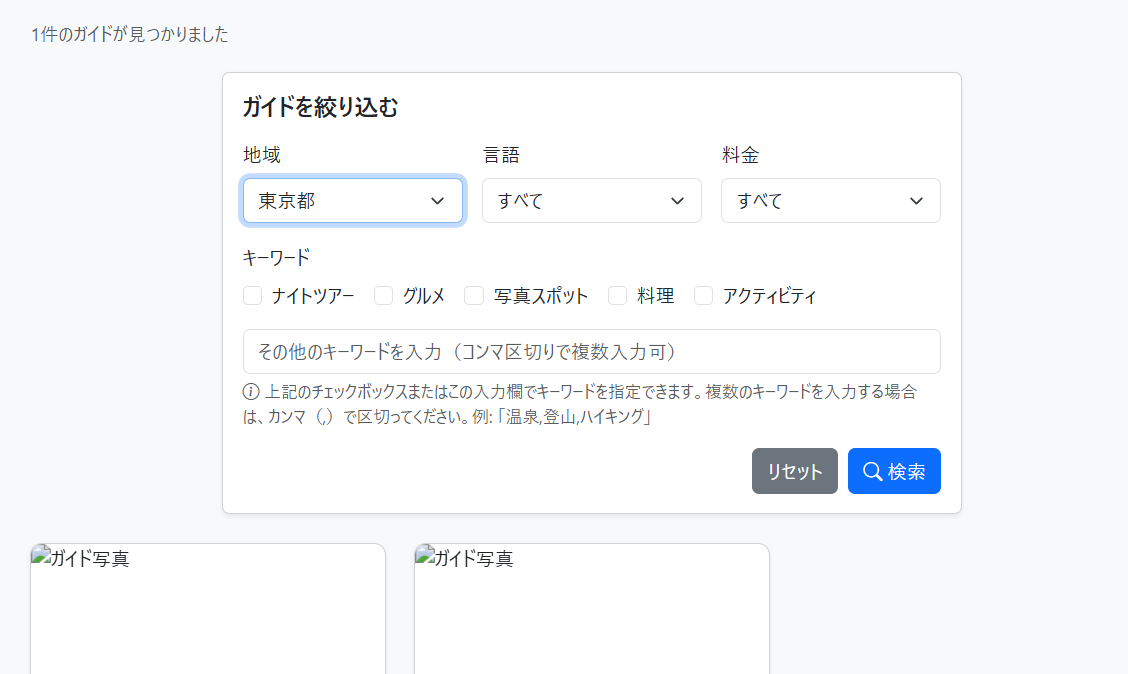 1件のガイドが見つかりました
ガイドを絞り込む
地域 言語 料金
東京都 すべて すべて
キーワード
ナイトツアー グルメ 写真スポット 料理 アクティビティ
その他のキーワードを入力（コンマ区切りで複数入力可）
上記のチェックボックスまたはこの入力欄でキーワードを指定できます。複数のキーワードを入力する場合
は、カンマ（,）で区切ってください。例:「温泉,登山,ハイキング」
リセット 検索
ガイド写真 ガイド写真